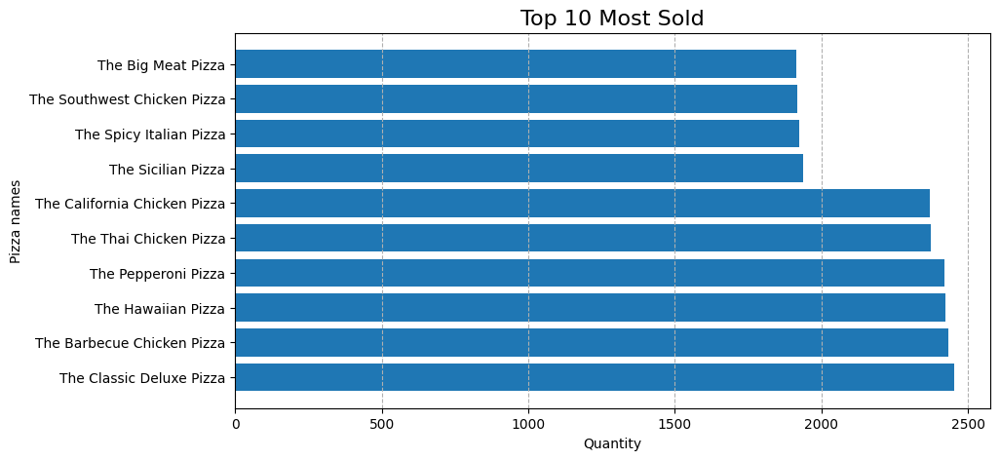 Top 10 Most Sold
Pizza names
The Big Meat Pizza
The Southwest Chicken Pizza
The Spicy Italian Pizza
The Sicilian Pizza
The California Chicken Pizza
The Thai Chicken Pizza
The Pepperoni Pizza
The Hawaiian Pizza
The Barbecue Chicken Pizza
The Classic Deluxe Pizza
0 500 1000 1500 2000 2500
Quantity